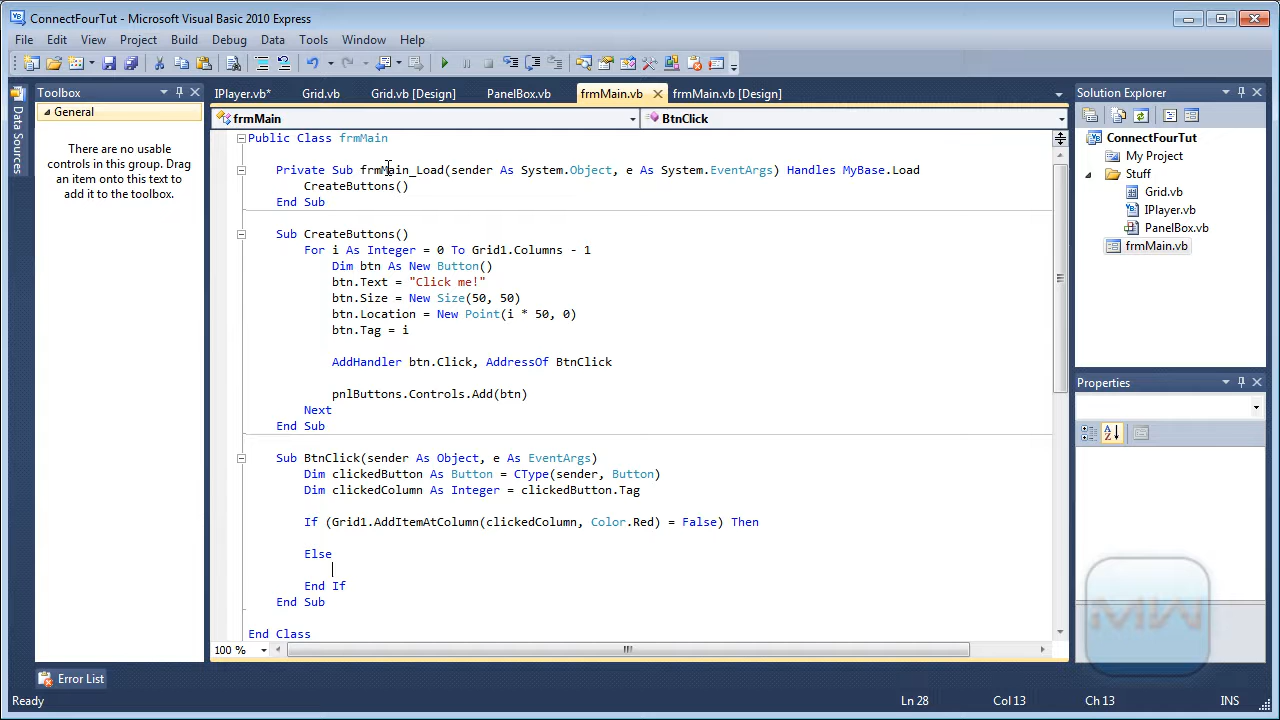 ConnectFourTut - Microsoft Visual Basic 2010 Express
File Edit View Project Build Debug Data Tools Window Help
Toolbox
IPlayer.vb* Grid.vb Grid.vb [Design] PanelBox.vb frmMain.vb frmMain.vb [Design]
Solution Explorer
Data Sources
General
There are no usable
controls in this group. Drag
an item onto this text to
add it to the toolbox.
frmMain BtnClick
Public Class frmMain
Private Sub frmMain_Load(sender As System.Object, e As System.EventArgs) Handles MyBase.Load
CreateButtons()
End Sub
Sub CreateButtons()
For i As Integer = 0 To Grid1.Columns - 1
Dim btn As New Button()
btn.Text = "Click me!"
btn.Size = New Size(50, 50)
btn.Location = New Point(i * 50, 0)
btn.Tag = i
AddHandler btn.Click, AddressOf BtnClick
pnlButtons.Controls.Add(btn)
Next
End Sub
Sub BtnClick(sender As Object, e As EventArgs)
Dim clickedButton As Button = CType(sender, Button)
Dim clickedColumn As Integer = clickedButton.Tag
If (Grid1.AddItemAtColumn(clickedColumn, Color.Red) = False) Then
Else
End If
End Sub
End Class
100 %
ConnectFourTut
My Project
Stuff
Grid.vb
IPlayer.vb
PanelBox.vb
frmMain.vb
Properties
MW
Error List
Ready Ln 28 Col 13 Ch 13 INS